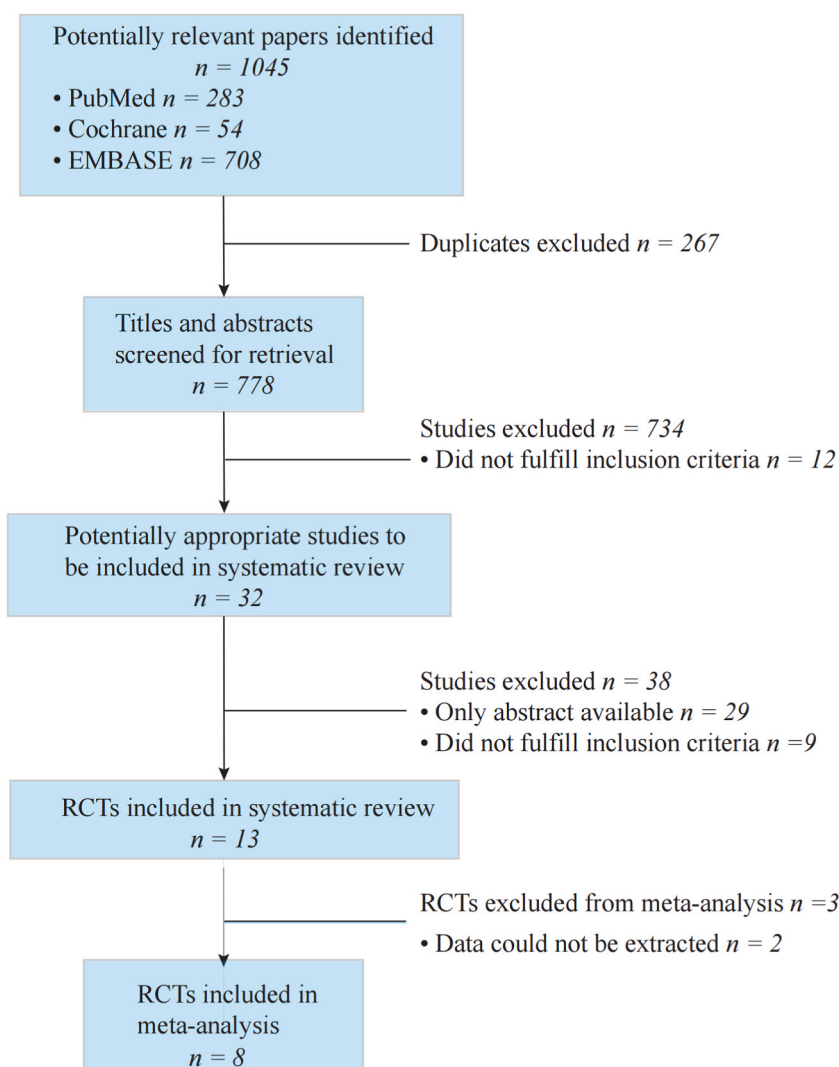 Potentially relevant papers identified
n = 1045
• PubMed n = 283
• Cochrane n = 54
• EMBASE n = 708
Duplicates excluded n = 267
Titles and abstracts
screened for retrieval
n = 778
Studies excluded n = 734
• Did not fulfill inclusion criteria n = 12
Potentially appropriate studies to
be included in systematic review
n = 32
Studies excluded n = 38
• Only abstract available n = 29
• Did not fulfill inclusion criteria n =9
RCTs included in systematic review
n = 13
RCTs excluded from meta-analysis n =3
• Data could not be extracted n = 2
RCTs included in
meta-analysis
n = 8